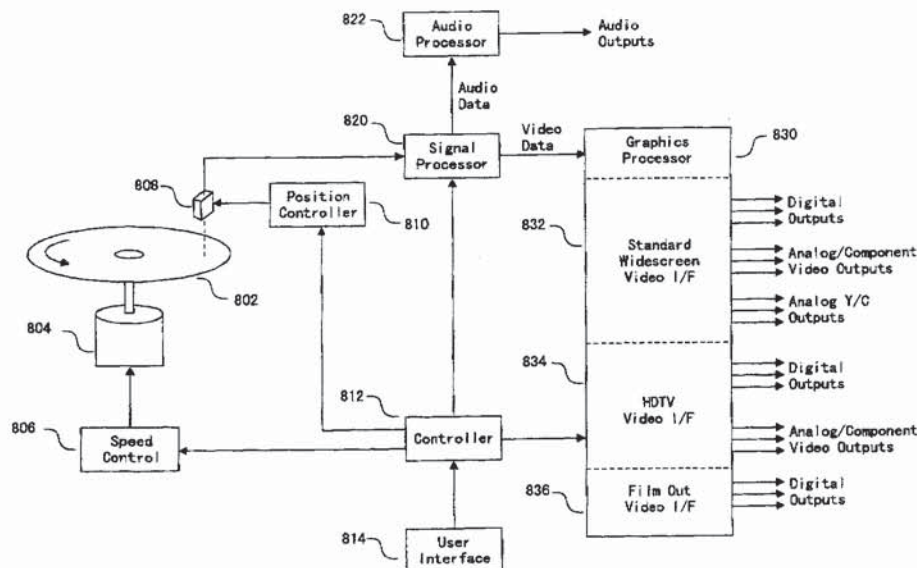 822
Audio
Processor
Audio
Outputs
Audio
Data
820
Signal
Processor
Video
Data
Graphics
Processor
830
808
Position
Controller
810
832
Standard
Widescreen
Video I/F
Digital
Outputs
Analog/Component
Video Outputs
Analog Y/C
Outputs
802
804
834
HDTV
Video I/F
Digital
Outputs
Analog/Component
Video Outputs
812
Controller
806
Speed
Control
836
Film Out
Video I/F
Digital
Outputs
814
User
Interface